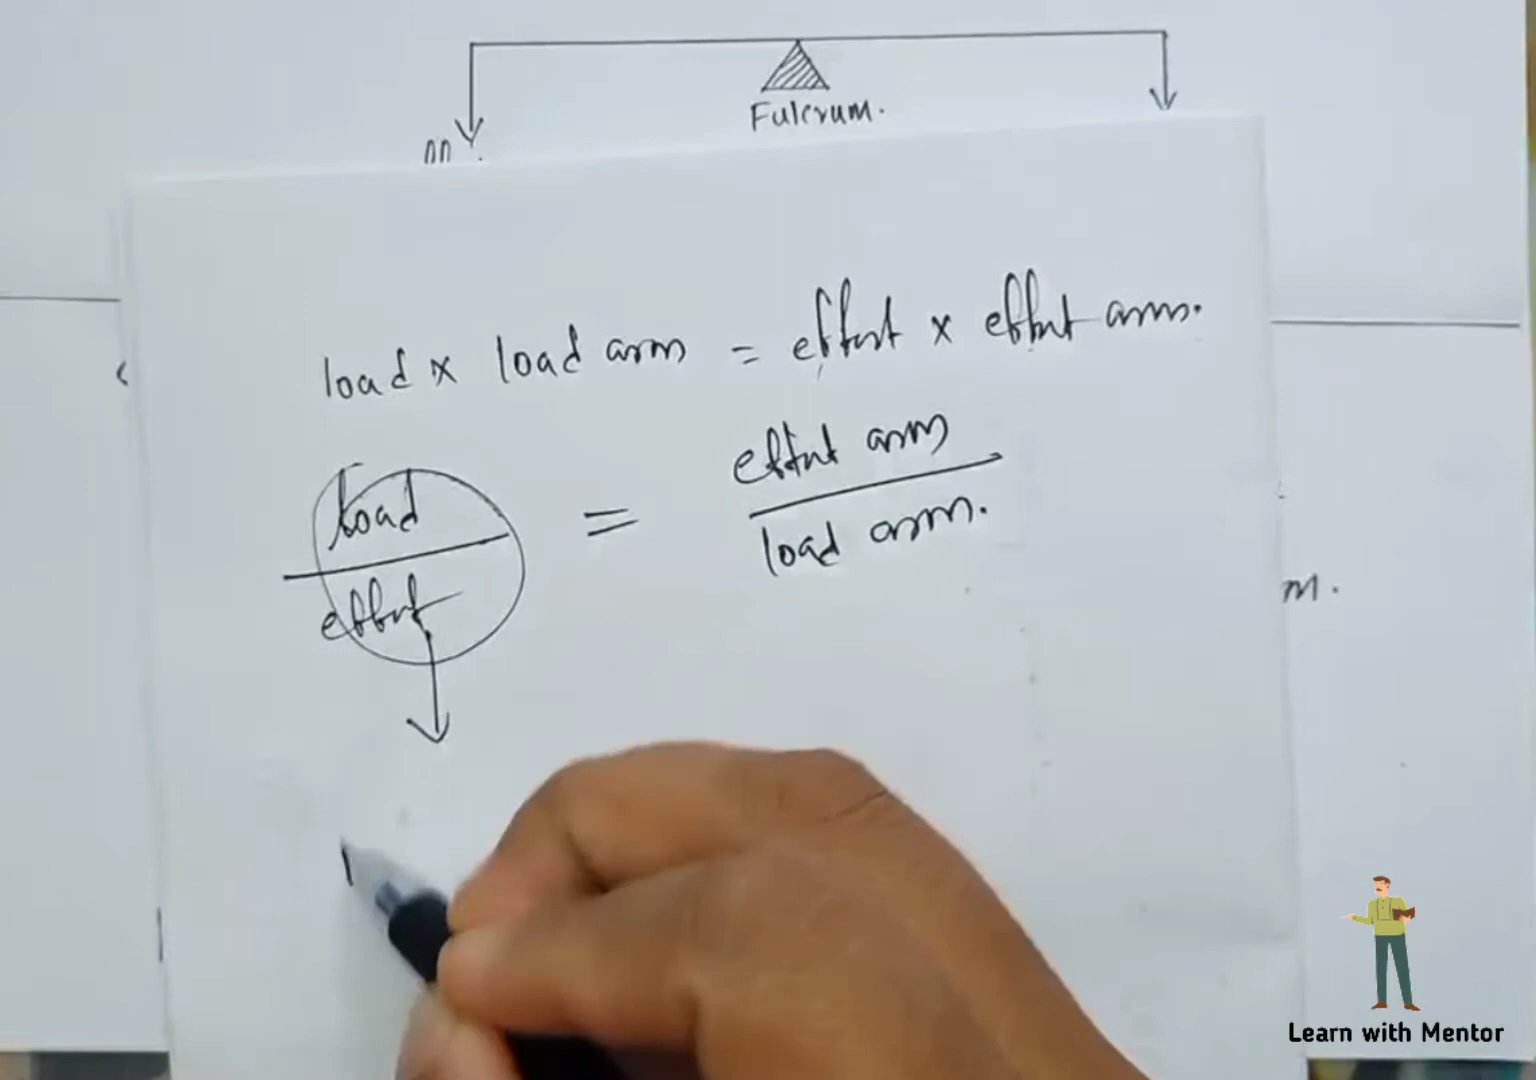 Fulcrum.
load x load arm = effort x effort arm.
load = effort arm
effort load arm.
m.
Learn with Mentor